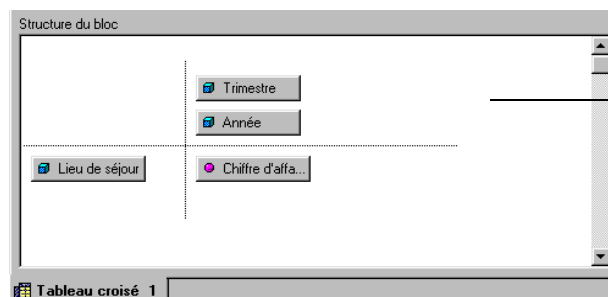 Structure du bloc
Trimestre
Année
Lieu de séjour
Chiffre d'affa...
Tableau croisé 1